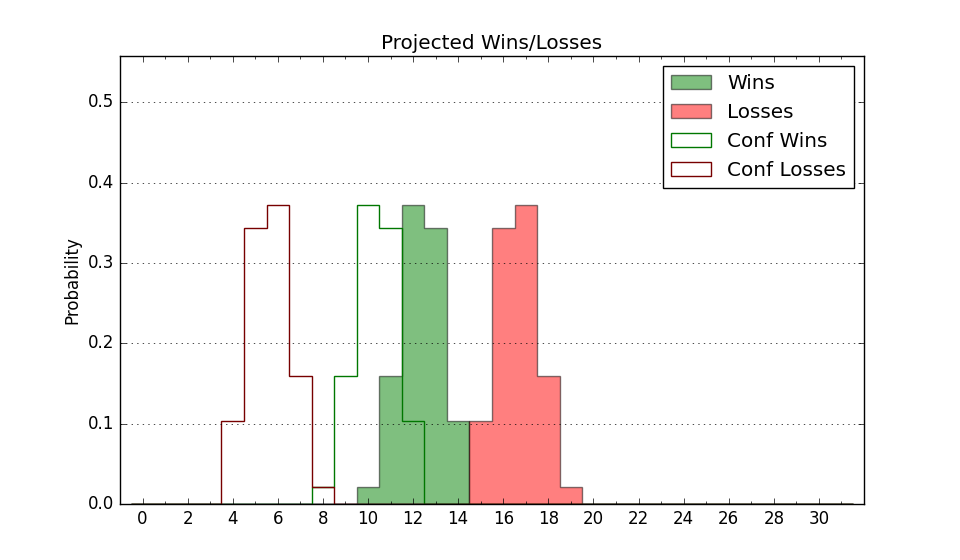 Projected Wins/Losses
Wins
Losses
Conf Wins
Conf Losses
Probability
0.5
0.4
0.3
0.2
0.1
0.0
0 2 4 6 8 10 12 14 16 18 20 22 24 26 28 30